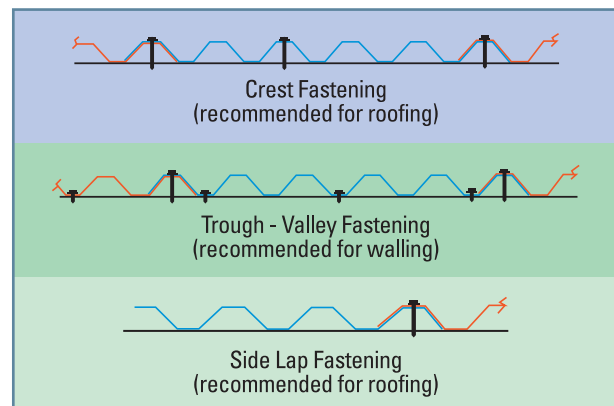 Crest Fastening
(recommended for roofing)
Trough - Valley Fastening
(recommended for walling)
Side Lap Fastening
(recommended for roofing)